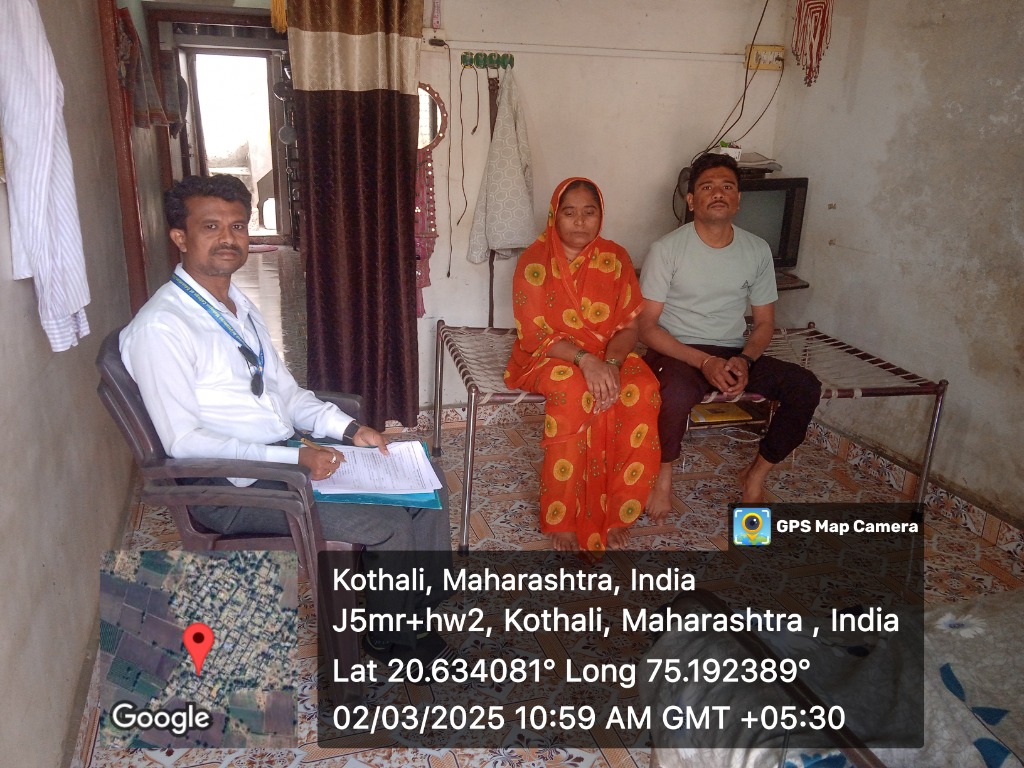 GPS Map Camera
Kothali, Maharashtra, India
J5mr+hw2, Kothali, Maharashtra , India
Lat 20.634081° Long 75.192389°
02/03/2025 10:59 AM GMT +05:30
Google